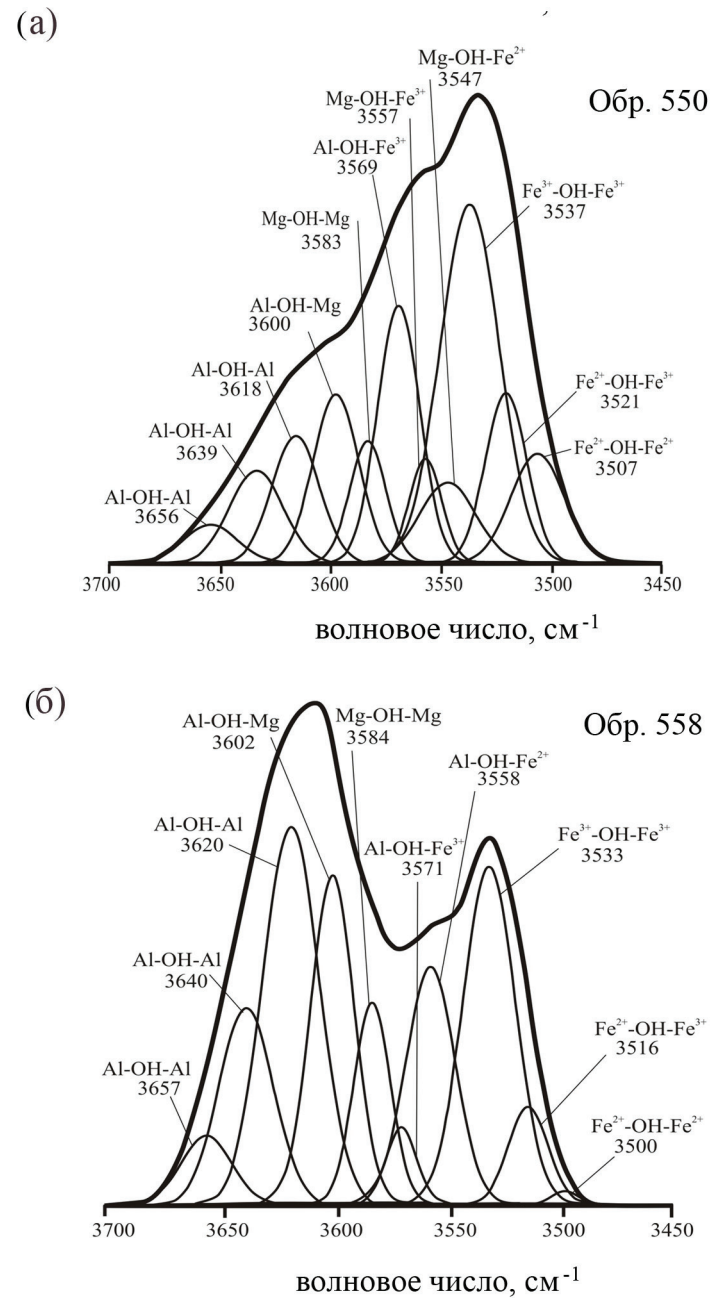 (а)
Обр. 550
Mg-OH-Fe²⁺
3547
Mg-OH-Fe³⁺
3557
Al-OH-Fe³⁺
3569
Fe³⁺-OH-Fe³⁺
3537
Mg-OH-Mg
3583
Al-OH-Mg
3600
Al-OH-Al
3618
Fe²⁺-OH-Fe³⁺
3521
Al-OH-Al
3639
Fe²⁺-OH-Fe²⁺
3507
Al-OH-Al
3656
3700 3650 3600 3550 3500 3450
волновое число, см⁻¹
(б)
Обр. 558
Al-OH-Mg
3602
Mg-OH-Mg
3584
Al-OH-Fe²⁺
3558
Al-OH-Al
3620
Fe³⁺-OH-Fe³⁺
3533
Al-OH-Fe³⁺
3571
Al-OH-Al
3640
Fe²⁺-OH-Fe³⁺
3516
Al-OH-Al
3657
Fe²⁺-OH-Fe²⁺
3500
3700 3650 3600 3550 3500 3450
волновое число, см⁻¹